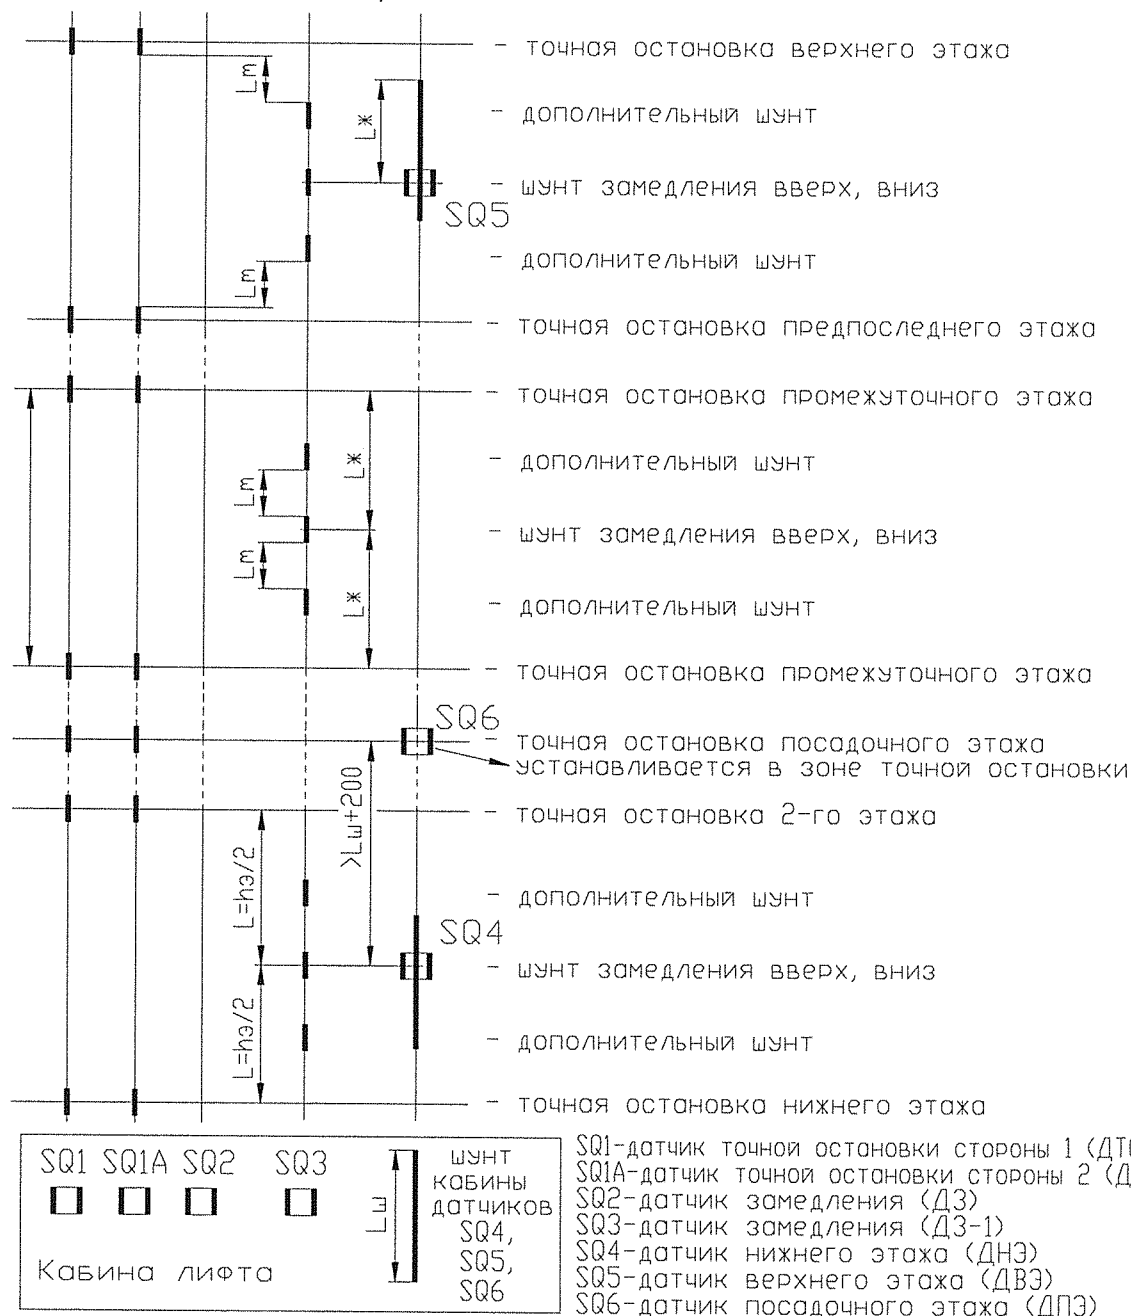 - точная остановка верхнего этажа
Lт
L*
- дополнительный шунт
- шунт замедления вверх, вниз
SQ5
- дополнительный шунт
Lт
- точная остановка предпоследнего этажа
- точная остановка промежуточного этажа
- дополнительный шунт
Lт
L*
- шунт замедления вверх, вниз
Lт
L*
- дополнительный шунт
- точная остановка промежуточного этажа
SQ6
- точная остановка посадочного этажа
устанавливается в зоне точной остановки
- точная остановка 2-го этажа
>Lш+200
L=hэ/2
- дополнительный шунт
SQ4
- шунт замедления вверх, вниз
L=hэ/2
- дополнительный шунт
- точная остановка нижнего этажа
SQ1 SQ1A SQ2 SQ3
Lш
шунт
кабины
датчиков
SQ4,
SQ5,
SQ6
Кабина лифта
SQ1-датчик точной остановки стороны 1
SQ1A-датчик точной остановки стороны 2
SQ2-датчик замедления (ДЗ)
SQ3-датчик замедления (ДЗ-1)
SQ4-датчик нижнего этажа (ДНЭ)
SQ5-датчик верхнего этажа (ДВЭ)
SQ6-датчик посадочного этажа (ДПЭ)